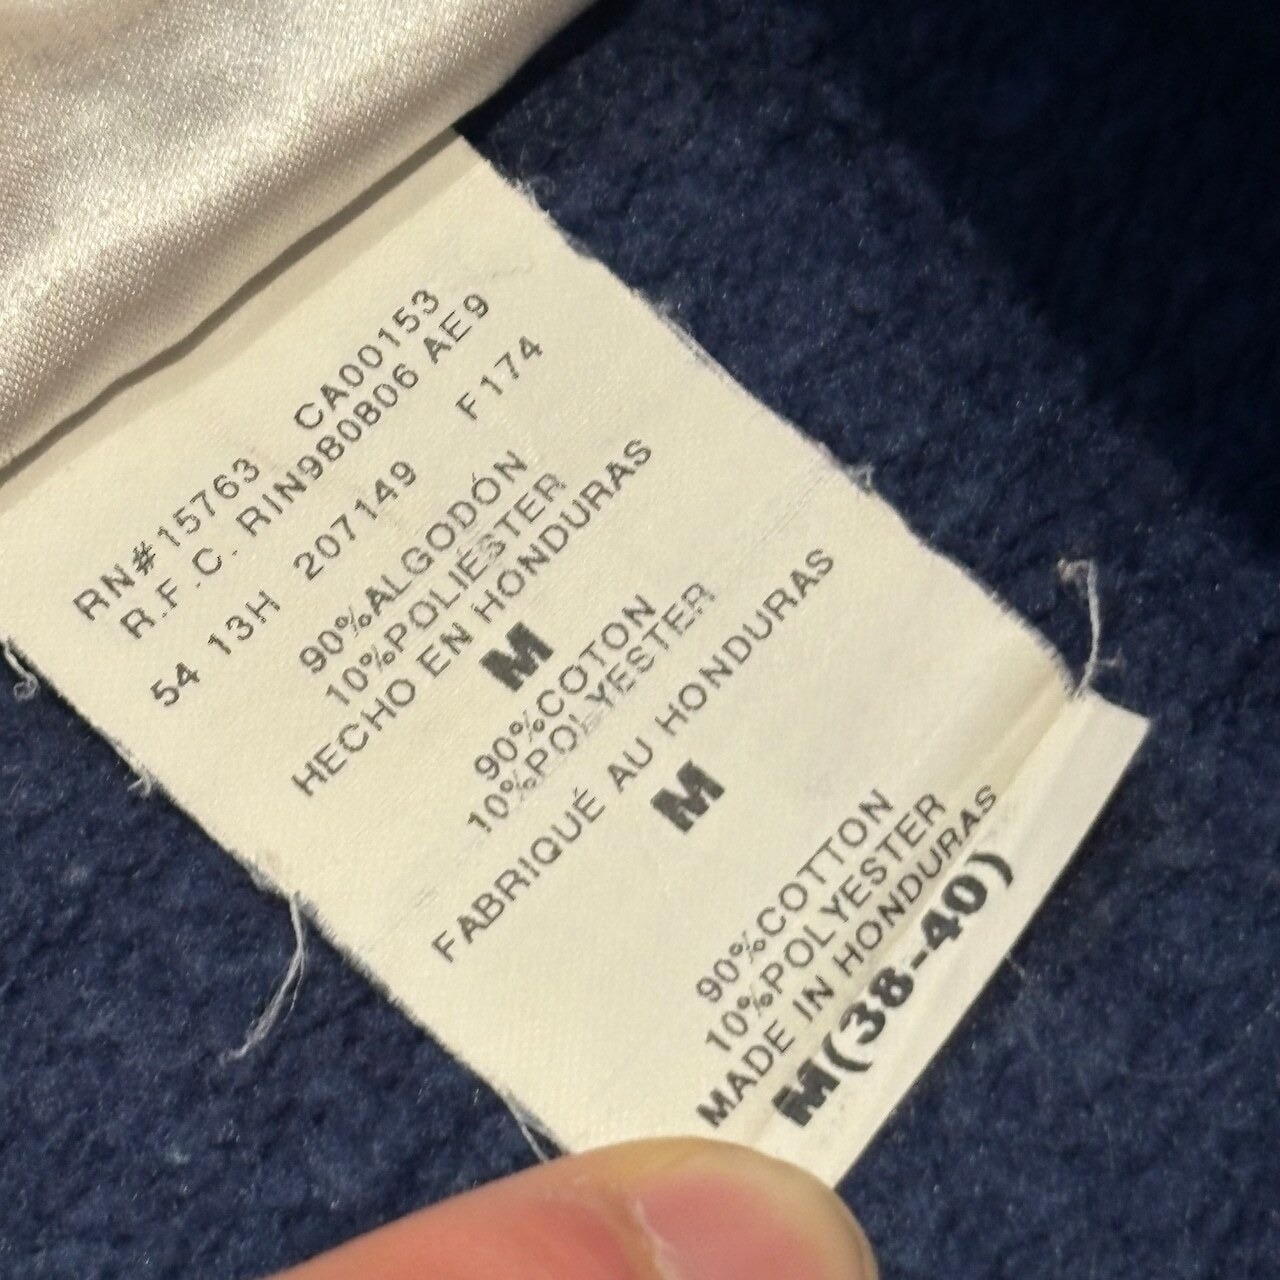 RN#15763 CA00153
R.F.C. RIN9B0B06 AE9
54 13H 207149 F174
90%ALGODÓN
10%POLIÉSTER
HECHO EN HONDURAS
M
90%COTON
10%POLYESTER
FABRIQUÉ AU HONDURAS
M
90%COTTON
10%POLYESTER
MADE IN HONDURAS
M(38-40)